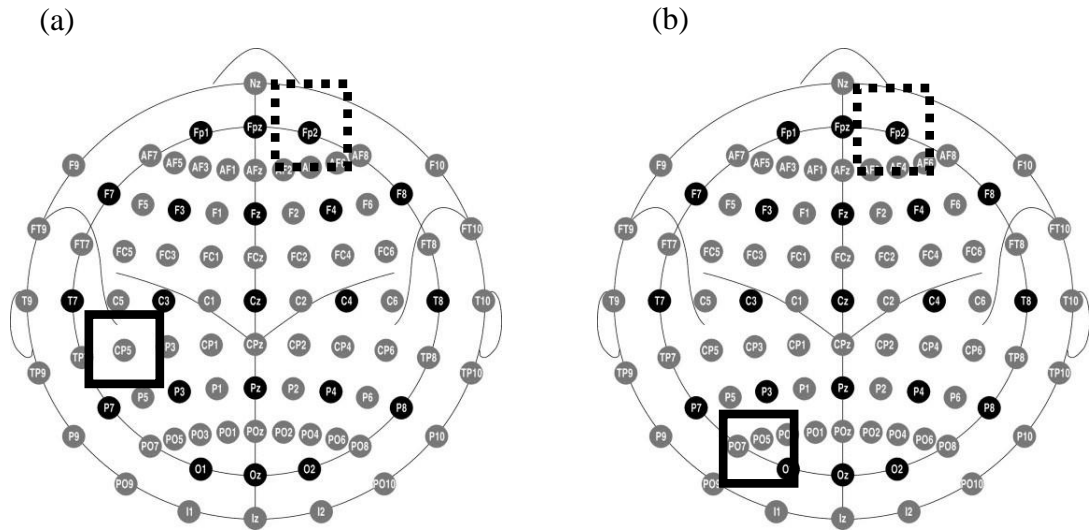 (a)
Nz
Fp1 Fpz Fp2
AF7 AF5 AF3 AF1 AFz AF2 AF8
F9 F10
F7 F5 F3 F1 Fz F2 F4 F6 F8
FT9 FT10
FT7 FC5 FC3 FC1 FCz FC2 FC4 FC6 FT8
T9 T7 C5 C3 C1 Cz C2 C4 C6 T8 T10
TP P3 CP5 CP1 CPz CP2 CP4 CP6 TP8
TP9 TP10
P7 P5 P3 P1 Pz P2 P4 P6 P8
P9 P10
PO7 PO5 PO3 PO1 POz PO2 PO4 PO6 PO8
O1 Oz O2
PO9 PO10
I1 Iz I2
(b)
Nz
Fp1 Fpz Fp2
AF7 AF5 AF3 AF1 AFz AF4 AF8
F9 F10
F7 F5 F3 F1 Fz F2 F4 F6 F8
FT9 FT10
FT7 FC5 FC3 FC1 FCz FC2 FC4 FC6 FT8
T9 T7 C5 C3 C1 Cz C2 C4 C6 T8 T10
TP7 CP5 CP3 CP1 CPz CP2 CP4 CP6 TP8
TP9 TP10
P7 P5 P3 P1 Pz P2 P4 P6 P8
P9 P10
PO7 PO5 PO1 POz PO2 PO4 PO6 PO8
O Oz O2
PO9 PO10
I1 Iz I2